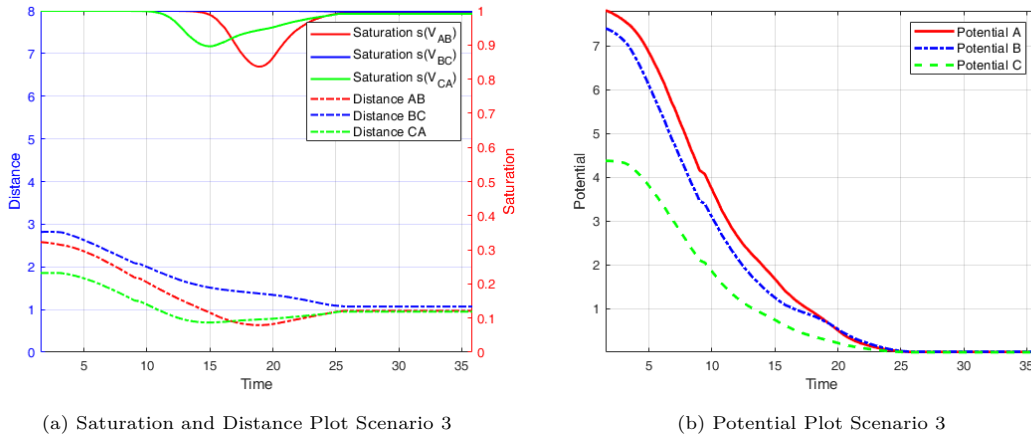 8
7
6
5
4
3
2
1
0
Distance
5
10
15
20
25
30
35
Time
1
0.9
0.8
0.7
0.6
0.5
0.4
0.3
0.2
0.1
0
Saturation
Saturation s(V_AB)
Saturation s(V_BC)
Saturation s(V_CA)
Distance AB
Distance BC
Distance CA
(a) Saturation and Distance Plot Scenario 3
7
6
5
4
3
2
1
Potential
5
10
15
20
25
30
35
Time
Potential A
Potential B
Potential C
(b) Potential Plot Scenario 3